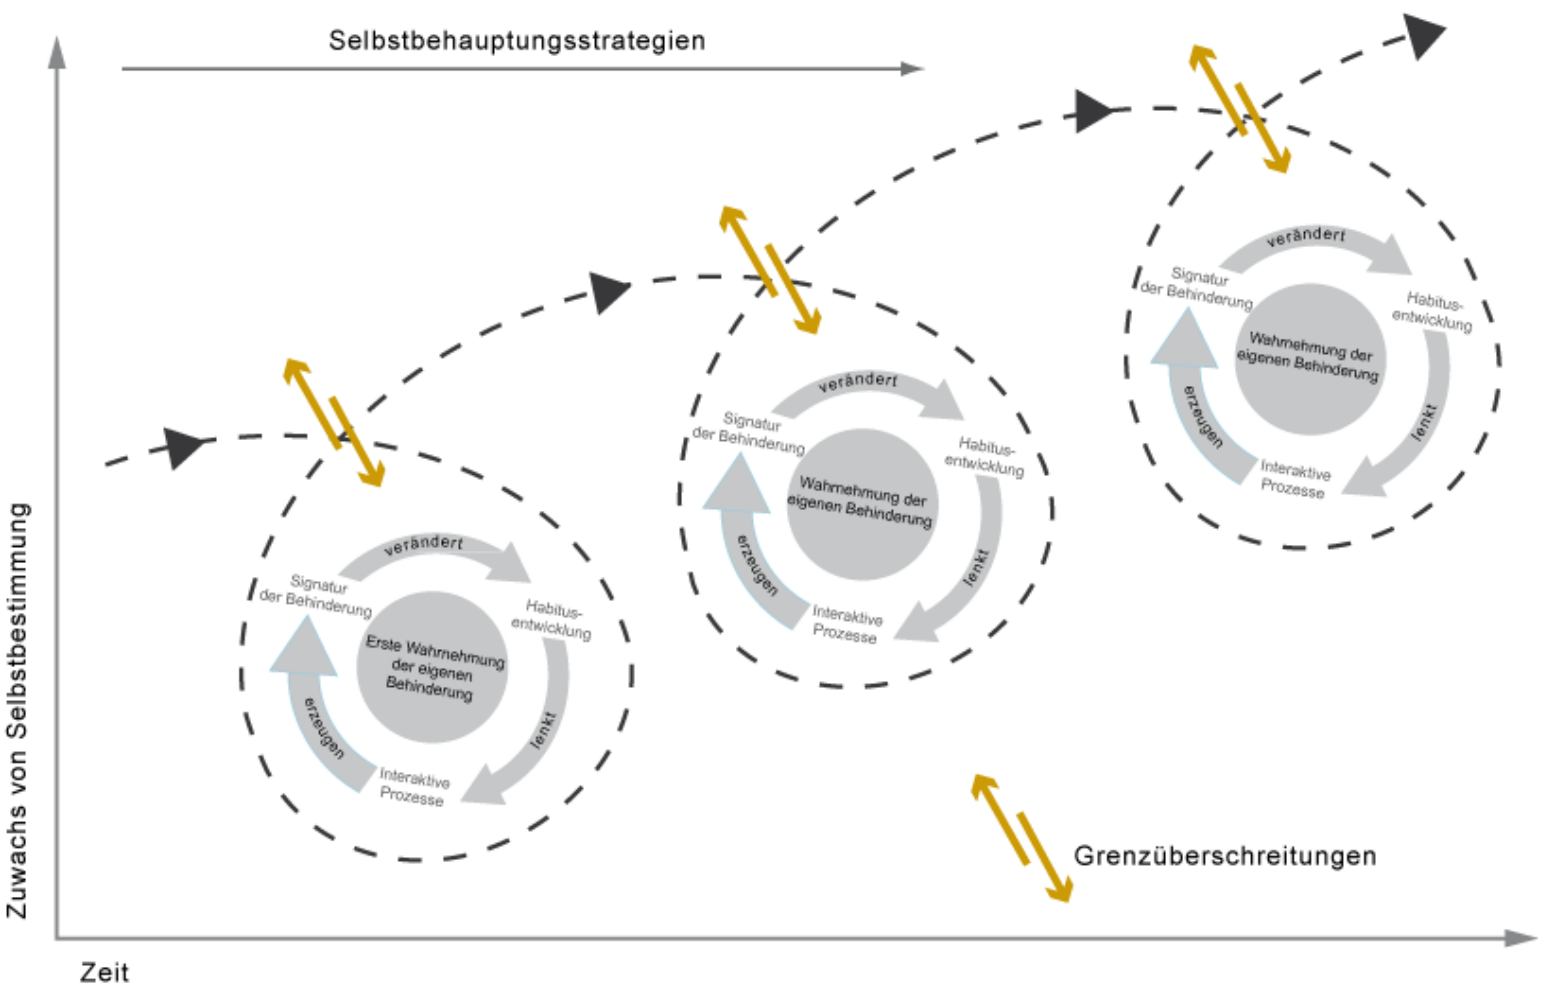 Selbstbehauptungsstrategien
Zuwachs von Selbstbestimmung
verändert
Signatur
der Behinderung
Habitus-
entwicklung
Erste Wahrnehmung
der eigenen
Behinderung
erzeugen
lenkt
Interaktive
Prozesse
verändert
Signatur
der Behinderung
Habitus-
entwicklung
Wahrnehmung der
eigenen Behinderung
erzeugen
lenkt
Interaktive
Prozesse
verändert
Signatur
der Behinderung
Habitus-
entwicklung
Wahrnehmung der
eigenen Behinderung
erzeugen
lenkt
Interaktive
Prozesse
Grenzüberschreitungen
Zeit